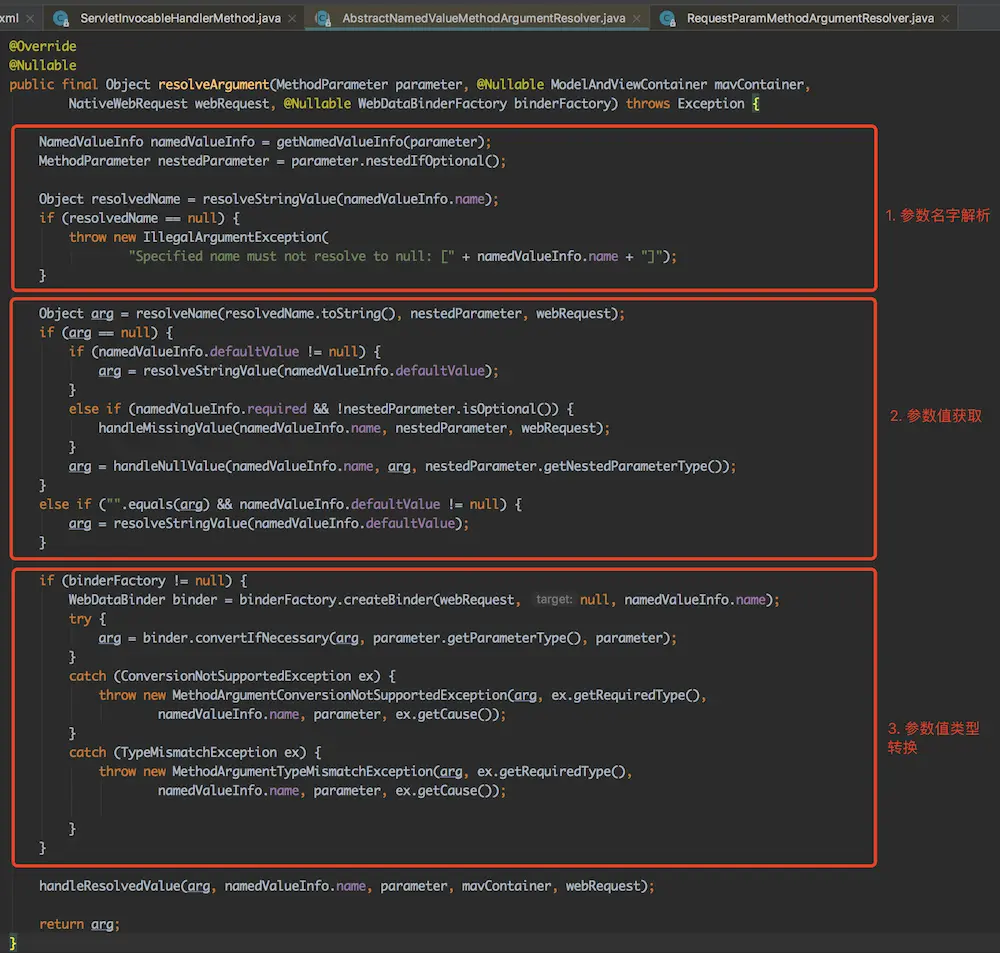 xml ServletInvocableHandlerMethod.java AbstractNamedValueMethodArgumentResolver.java RequestParamMethodArgumentResolver.java
@Override
@Nullable
public final Object resolveArgument(MethodParameter parameter, @Nullable ModelAndViewContainer mavContainer,
NativeWebRequest webRequest, @Nullable WebDataBinderFactory binderFactory) throws Exception {
NamedValueInfo namedValueInfo = getNamedValueInfo(parameter);
MethodParameter nestedParameter = parameter.nestedIfOptional();
Object resolvedName = resolveStringValue(namedValueInfo.name);
if (resolvedName == null) {
throw new IllegalArgumentException(
"Specified name must not resolve to null: [" + namedValueInfo.name + "]");
}
1. 参数名字解析
Object arg = resolveName(resolvedName.toString(), nestedParameter, webRequest);
if (arg == null) {
if (namedValueInfo.defaultValue != null) {
arg = resolveStringValue(namedValueInfo.defaultValue);
}
else if (namedValueInfo.required && !nestedParameter.isOptional()) {
handleMissingValue(namedValueInfo.name, nestedParameter, webRequest);
}
arg = handleNullValue(namedValueInfo.name, arg, nestedParameter.getNestedParameterType());
}
else if ("".equals(arg) && namedValueInfo.defaultValue != null) {
arg = resolveStringValue(namedValueInfo.defaultValue);
}
2. 参数值获取
if (binderFactory != null) {
WebDataBinder binder = binderFactory.createBinder(webRequest, target: null, namedValueInfo.name);
try {
arg = binder.convertIfNecessary(arg, parameter.getParameterType(), parameter);
}
catch (ConversionNotSupportedException ex) {
throw new MethodArgumentConversionNotSupportedException(arg, ex.getRequiredType(),
namedValueInfo.name, parameter, ex.getCause());
}
catch (TypeMismatchException ex) {
throw new MethodArgumentTypeMismatchException(arg, ex.getRequiredType(),
namedValueInfo.name, parameter, ex.getCause());
}
}
3. 参数值类型
转换
handleResolvedValue(arg, namedValueInfo.name, parameter, mavContainer, webRequest);
return arg;
}